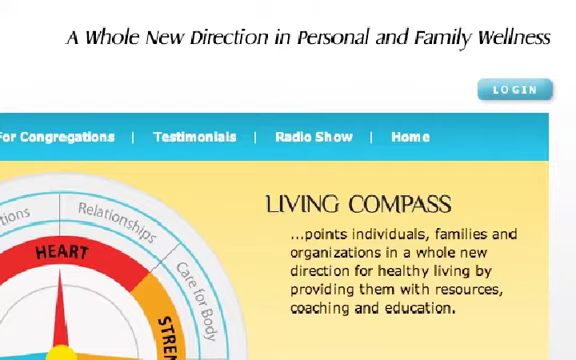 A Whole New Direction in Personal and Family Wellness
LOGIN
For Congregations | Testimonials | Radio Show | Home
LIVING COMPASS
...points individuals, families and
organizations in a whole new
direction for healthy living by
providing them with resources,
coaching and education.
Relationships
HEART
Care for Body